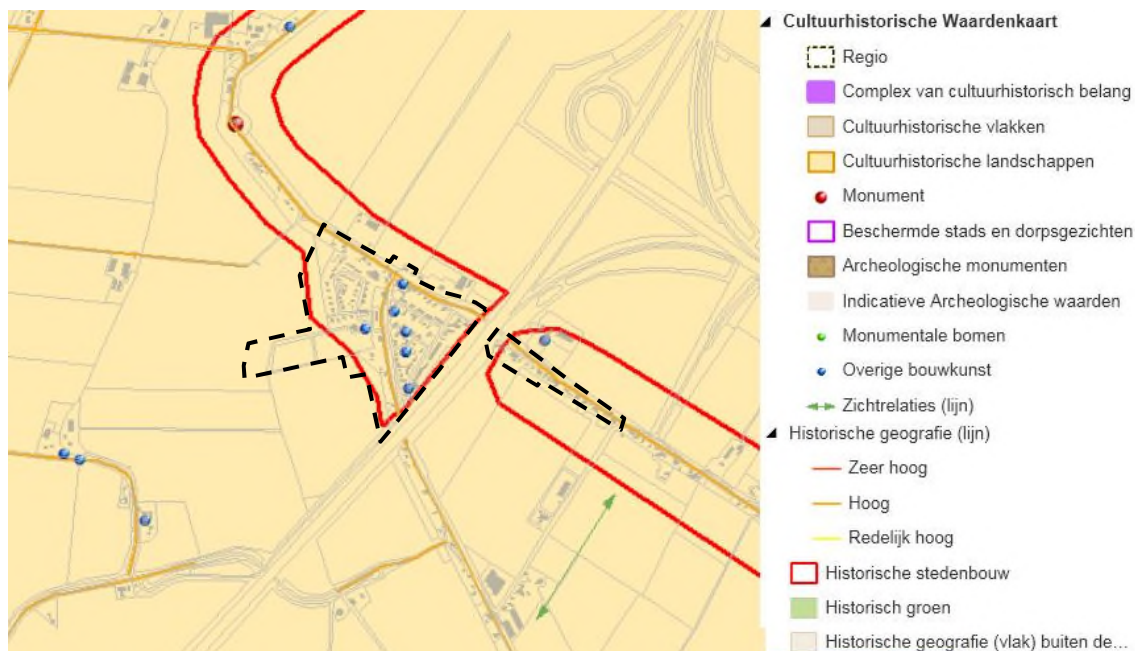 Cultuurhistorische Waardenkaart
Regio
Complex van cultuurhistorisch belang
Cultuurhistorische vlakken
Cultuurhistorische landschappen
Monument
Beschermde stads en dorpsgezichten
Archeologische monumenten
Indicatieve Archeologische waarden
Monumentale bomen
Overige bouwkunst
Zichtrelaties (lijn)
Historische geografie (lijn)
Zeer hoog
Hoog
Redelijk hoog
Historische stedenbouw
Historisch groen
Historische geografie (vlak) buiten de...